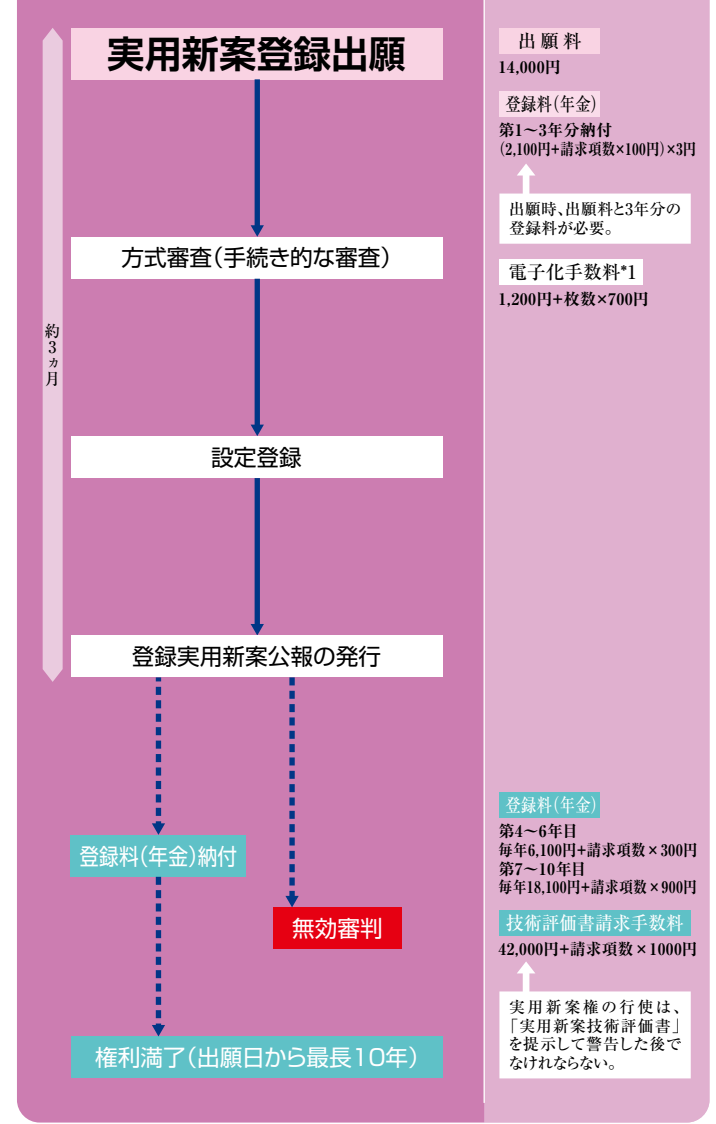 実用新案登録出願
方式審査(手続き的な審査)
約3ヵ月
設定登録
登録実用新案公報の発行
登録料(年金)納付
無効審判
権利満了(出願日から最長10年)
出願料
14,000円
登録料(年金)
第1〜3年分納付
(2,100円+請求項数×100円)×3円
出願時、出願料と3年分の
登録料が必要。
電子化手数料*1
1,200円+枚数×700円
登録料(年金)
第4〜6年目
毎年6,100円+請求項数×300円
第7〜10年目
毎年18,100円+請求項数×900円
技術評価書請求手数料
42,000円+請求項数×1000円
実用新案権の行使は、
「実用新案技術評価書」
を提示して警告した後で
なけれならない。